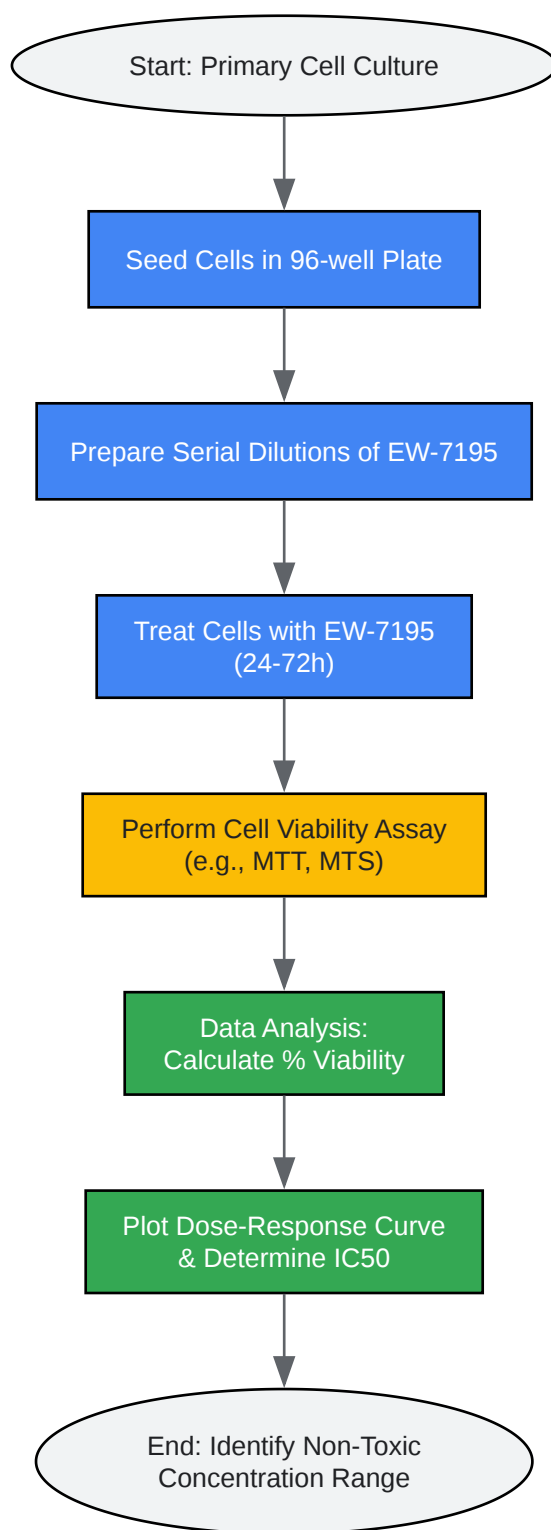 Start: Primary Cell Culture
Seed Cells in 96-well Plate
Prepare Serial Dilutions of EW-7195
Treat Cells with EW-7195
(24-72h)
Perform Cell Viability Assay
(e.g., MTT, MTS)
Data Analysis:
Calculate % Viability
Plot Dose-Response Curve
& Determine IC50
End: Identify Non-Toxic
Concentration Range